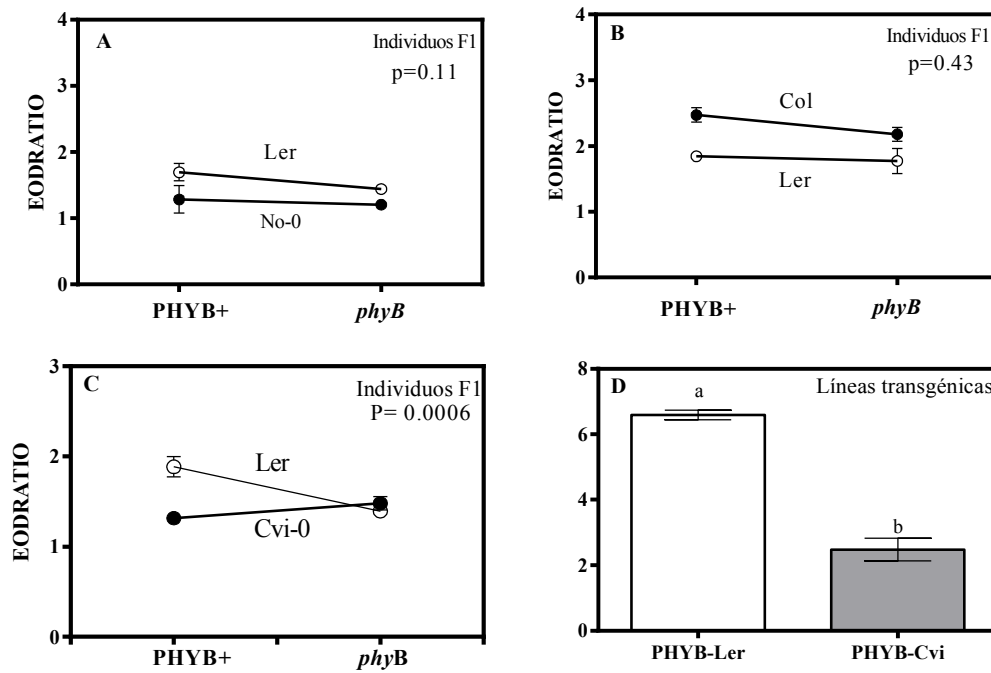 A
Individuos F1
p=0.11
4
3
2
1
0
EODRATIO
Ler
No-0
PHYB+
phyB
B
Individuos F1
p=0.43
4
3
2
1
0
EODRATIO
Col
Ler
PHYB+
phyB
C
Individuos F1
P= 0.0006
3
2
1
0
EODRATIO
Ler
Cvi-0
PHYB+
phyB
D
Líneas transgénicas
8
6
4
2
0
a
b
PHYB-Ler
PHYB-Cvi